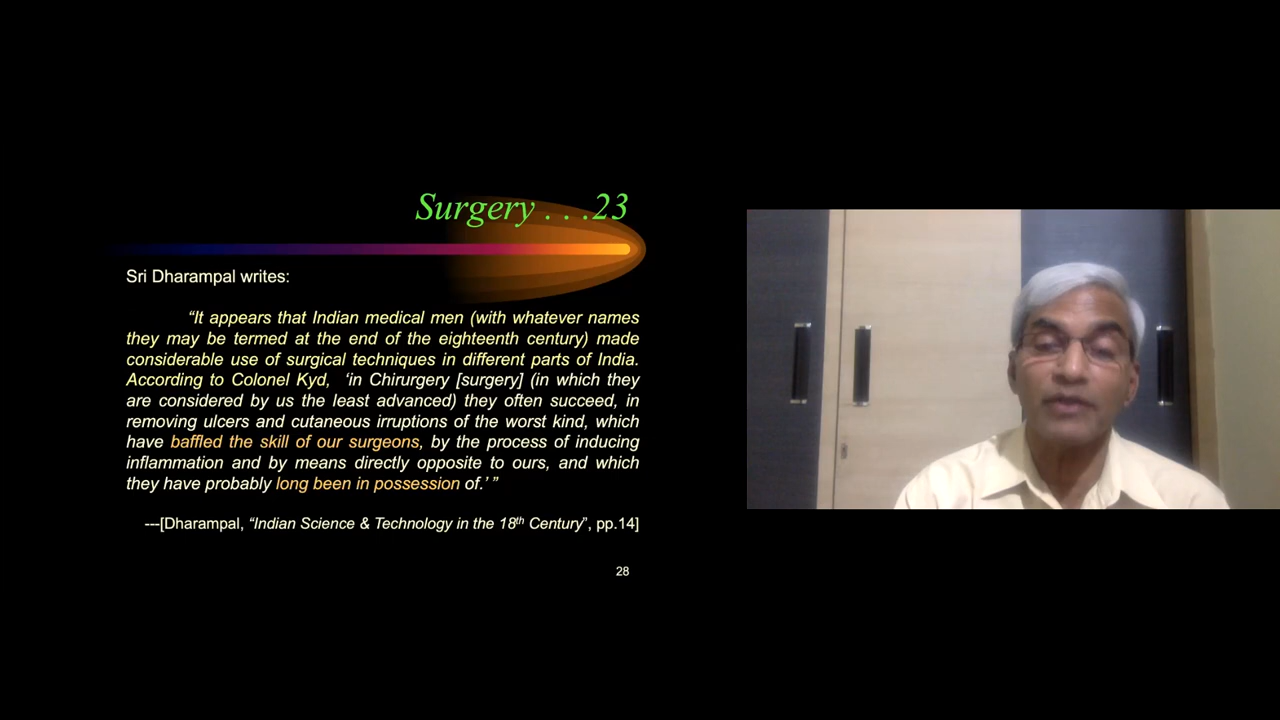 Surgery . . .23
Sri Dharampal writes:
“It appears that Indian medical men (with whatever names
they may be termed at the end of the eighteenth century) made
considerable use of surgical techniques in different parts of India.
According to Colonel Kyd, ‘in Chirurgery [surgery] (in which they
are considered by us the least advanced) they often succeed, in
removing ulcers and cutaneous irruptions of the worst kind, which
have baffled the skill of our surgeons, by the process of inducing
inflammation and by means directly opposite to ours, and which
they have probably long been in possession of.’ ”
---[Dharampal, “Indian Science & Technology in the 18th Century”, pp.14]
28